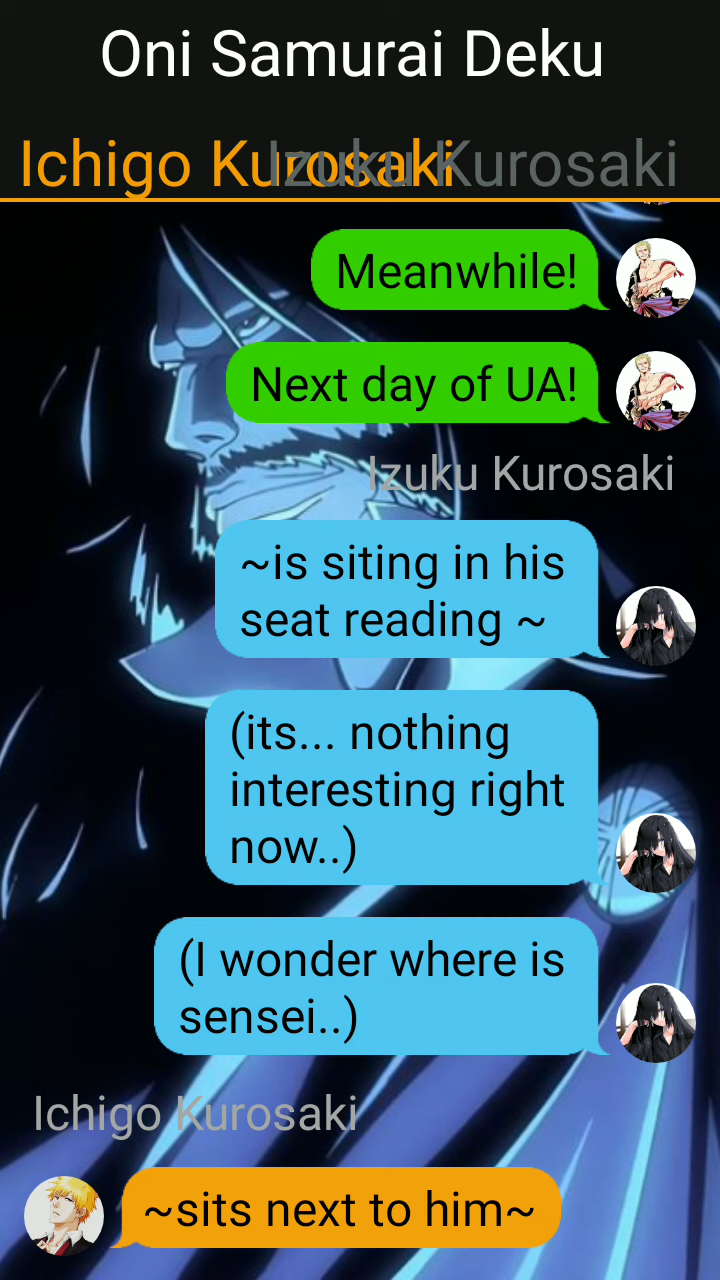 Oni Samurai Deku
Ichigo Kurosaki
Izuku Kurosaki
Meanwhile!
Next day of UA!
Izuku Kurosaki
~is siting in his
seat reading ~
(its... nothing
interesting right
now..)
(I wonder where is
sensei..)
Ichigo Kurosaki
~sits next to him~